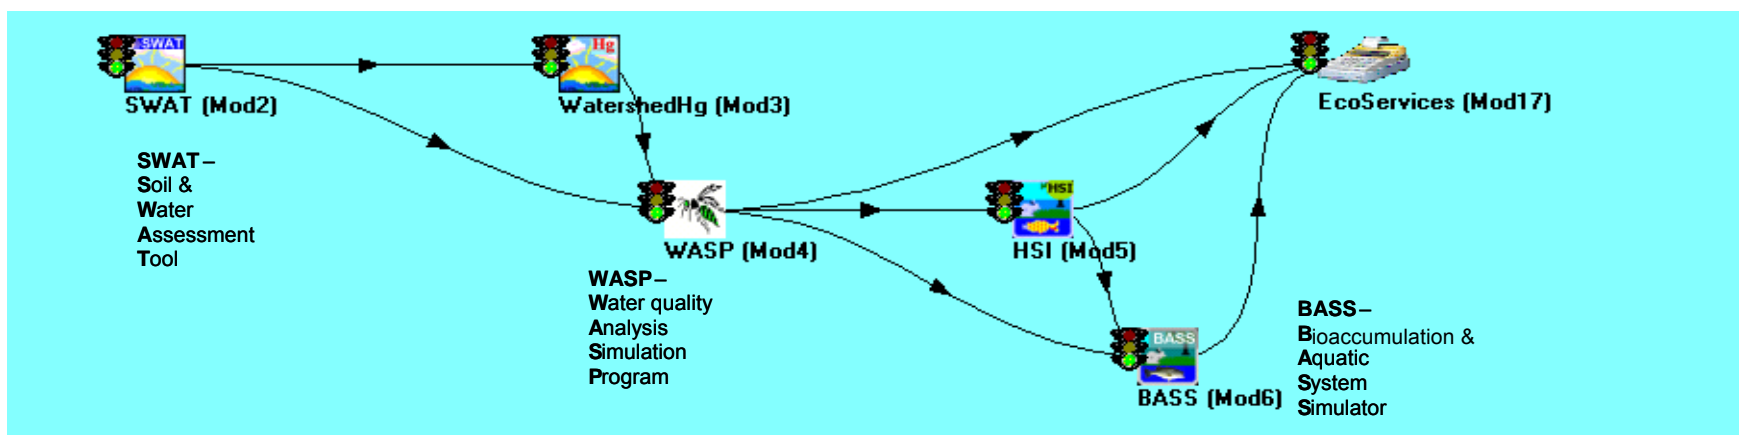 SWAT
SWAT (Mod2)
Hg
WatershedHg (Mod3)
EcoServices (Mod17)
SWAT –
Soil &
Water
Assessment
Tool
WASP (Mod4)
HSI
HSI (Mod5)
WASP –
Water quality
Analysis
Simulation
Program
BASS
BASS (Mod6)
BASS –
Bioaccumulation &
Aquatic
System
Simulator